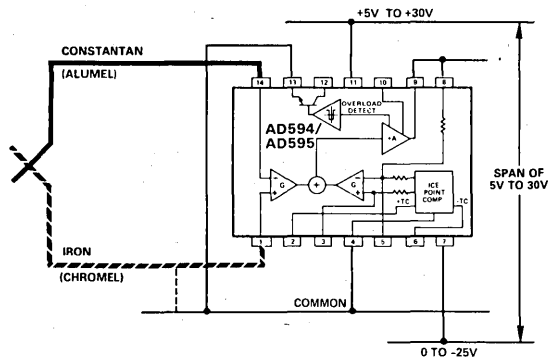 +5V TO +30V
CONSTANTAN
(ALUMEL)
14 13 12 11 10 9 8
OVERLOAD
DETECT
AD594/
AD595
+A
- G + - G +
ICE
POINT
COMP
+TC -TC
SPAN OF
5V TO 30V
IRON
(CHROMEL)
1 2 3 4 5 6 7
COMMON
0 TO -25V